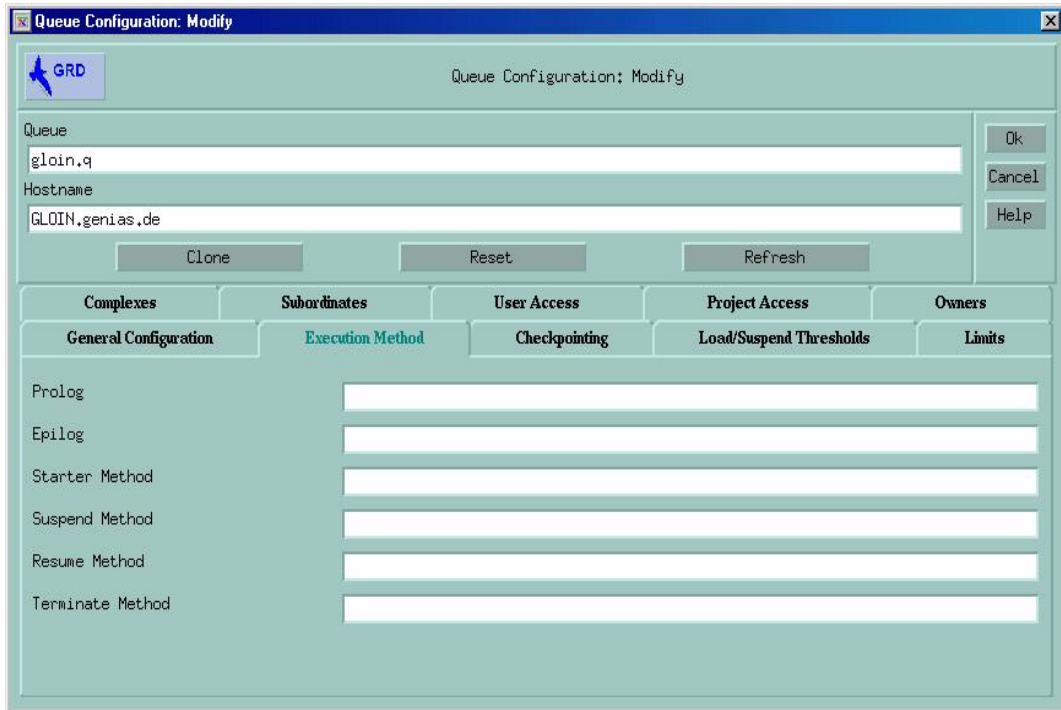 Queue Configuration: Modify
GRD
Queue Configuration: Modify
Queue
gloin.q
Hostname
GLOIN.genias.de
Ok
Cancel
Help
Clone Reset Refresh
Complexes Subordinates User Access Project Access Owners
General Configuration Execution Method Checkpointing Load/Suspend Thresholds Limits
Prolog
Epilog
Starter Method
Suspend Method
Resume Method
Terminate Method